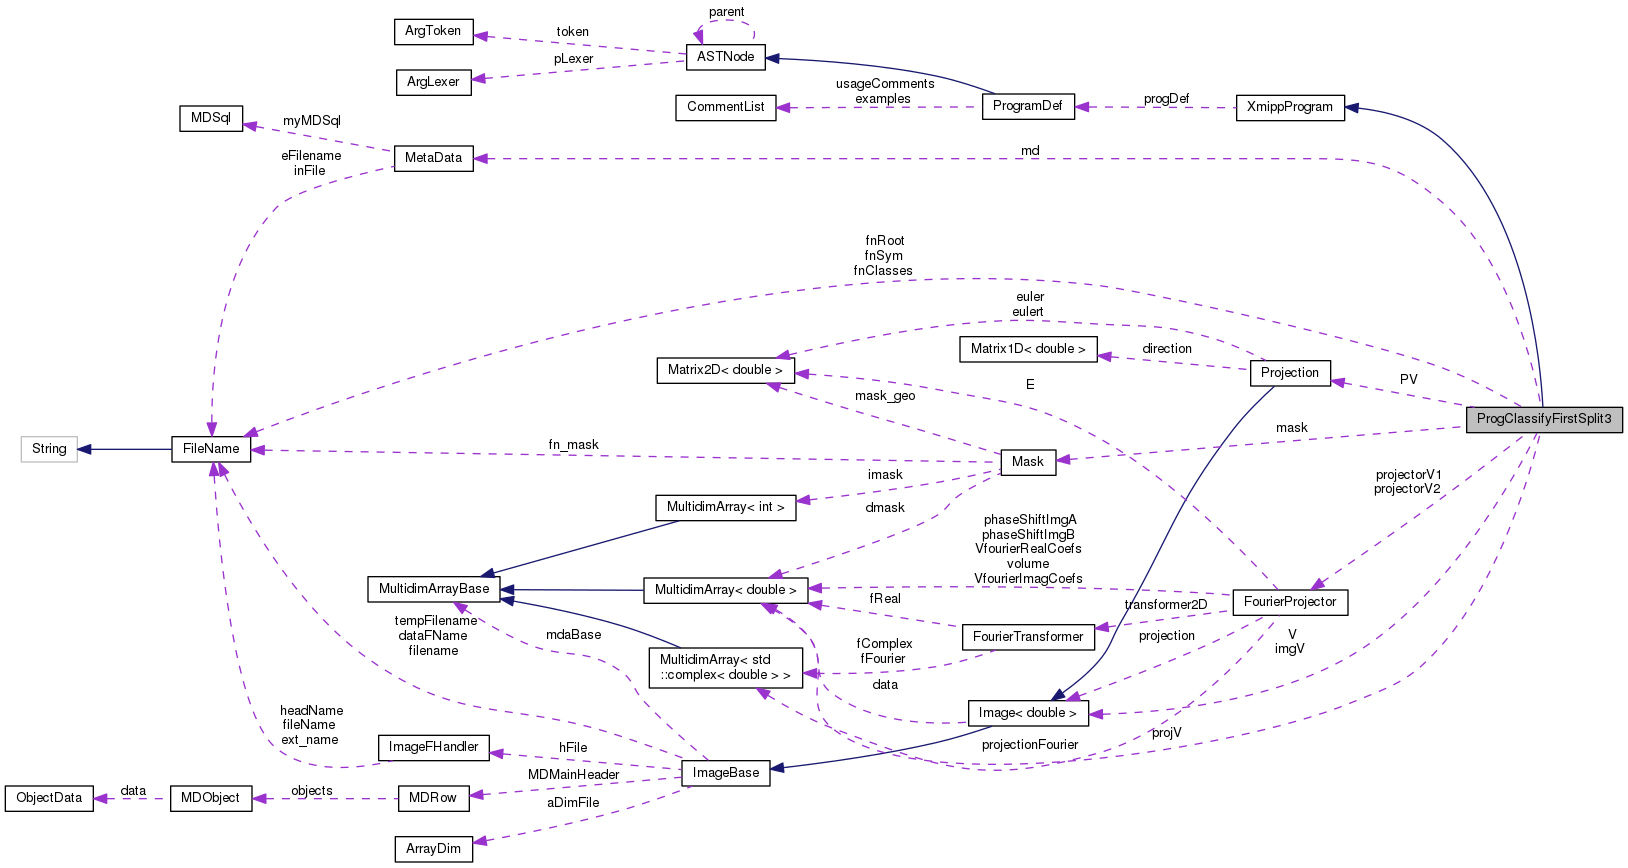 parent
ArgToken
token
ASTNode
pLexer
ArgLexer
usageComments
examples
CommentList
ProgramDef
progDef
XmippProgram
MDSql
myMDSql
MetaData
md
eFilename
inFile
fnRoot
fnSym
fnClasses
euler
eulert
Matrix1D< double >
direction
Matrix2D< double >
Projection
PV
E
mask_geo
ProgClassifyFirstSplit3
mask
String
FileName
fn_mask
Mask
imask
projectorV1
projectorV2
MultidimArray< int >
dmask
phaseShiftImgA
phaseShiftImgB
VfourierRealCoefs
volume
VfourierImagCoefs
MultidimArrayBase
MultidimArray< double >
fReal
transformer2D
FourierProjector
tempFilename
dataFName
filename
mdaBase
FourierTransformer
projection
V
imgV
fComplex
fFourier
MultidimArray< std
::complex< double > >
data
headName
fileName
ext_name
Image< double >
projV
projectionFourier
ImageFHandler
hFile
ImageBase
MDMainHeader
ObjectData
data
MDObject
objects
MDRow
aDimFile
ArrayDim